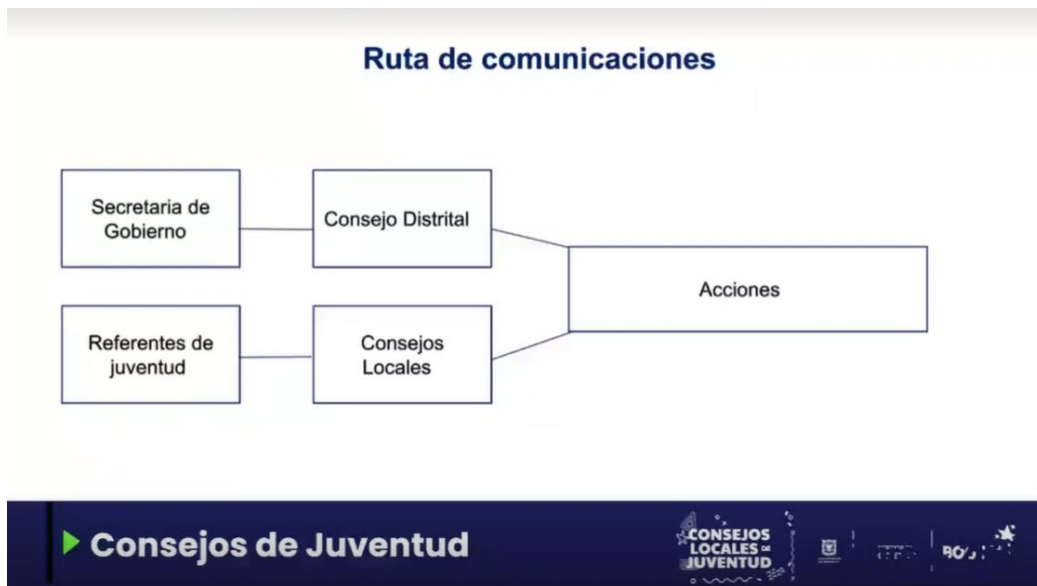 Ruta de comunicaciones
Secretaria de
Gobierno
Consejo Distrital
Acciones
Referentes de
juventud
Consejos
Locales
Consejos de Juventud
CONSEJOS
LOCALES DE
JUVENTUD